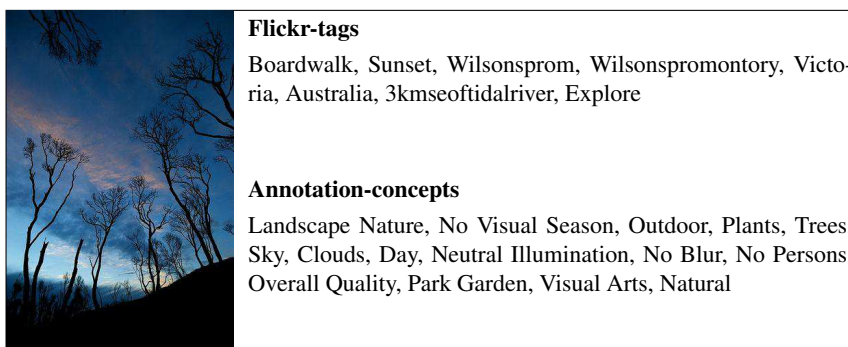 Flickr-tags
Boardwalk, Sunset, Wilsonsprom, Wilsonspromontory, Victo-
ria, Australia, 3kmseoftidalriver, Explore
Annotation-concepts
Landscape Nature, No Visual Season, Outdoor, Plants, Trees
Sky, Clouds, Day, Neutral Illumination, No Blur, No Persons
Overall Quality, Park Garden, Visual Arts, Natural